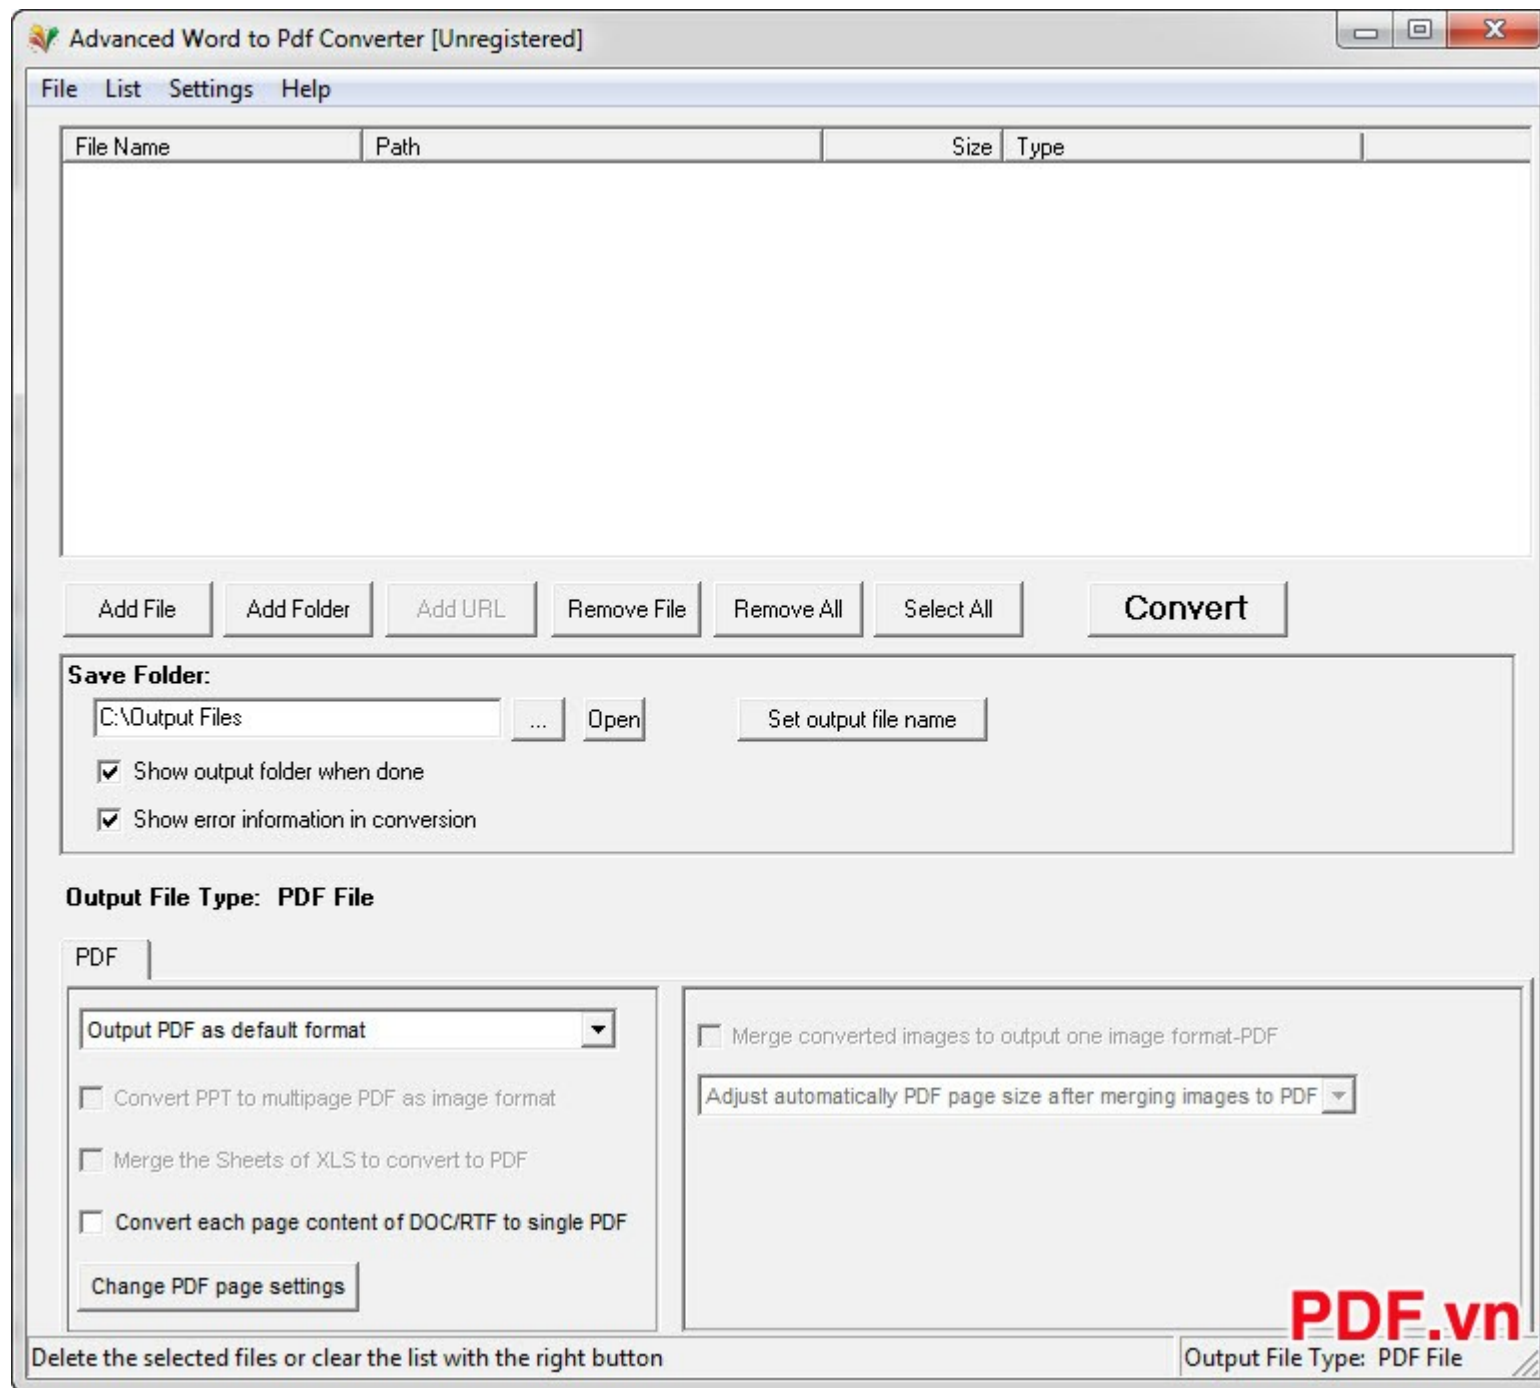 Advanced Word to Pdf Converter [Unregistered]
File List Settings Help
File Name Path Size Type
Add File Add Folder Add URL Remove File Remove All Select All Convert
Save Folder:
C:\Output Files ... Open Set output file name
Show output folder when done
Show error information in conversion
Output File Type: PDF File
PDF
Output PDF as default format
Convert PPT to multipage PDF as image format
Merge the Sheets of XLS to convert to PDF
Convert each page content of DOC/RTF to single PDF
Change PDF page settings
Merge converted images to output one image format-PDF
Adjust automatically PDF page size after merging images to PDF
PDF.vn
Delete the selected files or clear the list with the right button
Output File Type: PDF File